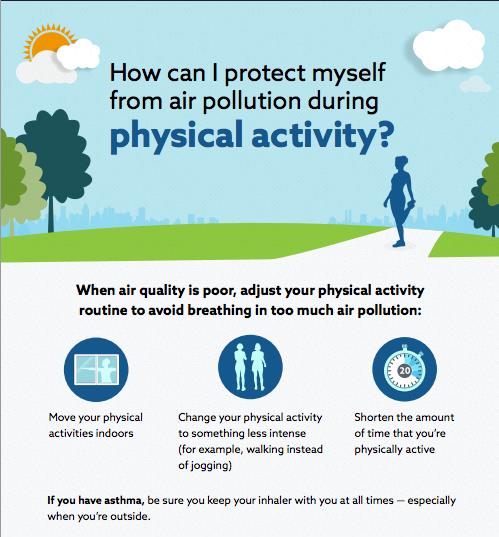 How can I protect myself
from air pollution during
physical activity?
When air quality is poor, adjust your physical activity
routine to avoid breathing in too much air pollution:
20
Move your physical
activities indoors
Change your physical activity
to something less intense
(for example, walking instead
of jogging)
Shorten the amount
of time that you're
physically active
If you have asthma, be sure you keep your inhaler with you at all times — especially
when you're outside.